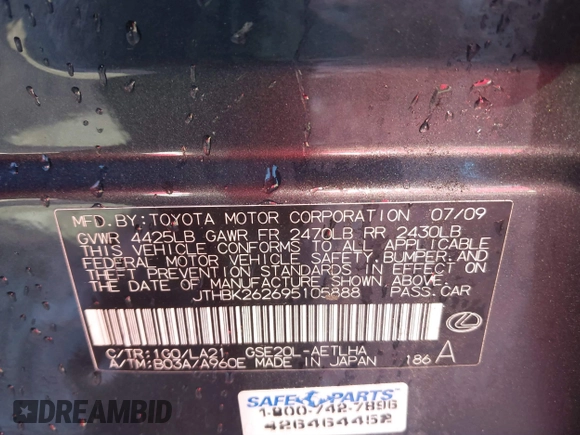 MFD. BY: TOYOTA MOTOR CORPORATION 07/09
GVWR 4425LB GAWR FR 2470LB RR 2430LB
THIS VEHICLE CONFORMS TO ALL APPLICABLE
FEDERAL MOTOR VEHICLE SAFETY, BUMPER, AND
THEFT PREVENTION STANDARDS IN EFFECT ON THE
DATE OF MANUFACTURE SHOWN ABOVE.
JTHBK262695105888 PASS. CAR
C/TR: 1G0/LA21 GSE20L-AETLHA
A/TM: B03A/A960E MADE IN JAPAN 186 A
SAFE PARTS
1-800-742-7896
426464452
DREAMBID